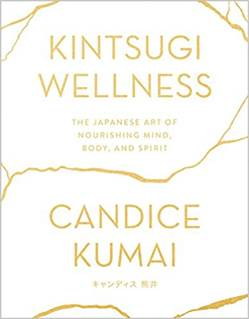 KINTSUGI
WELLNESS
THE JAPANESE ART OF
NOURISHING MIND,
BODY, AND SPIRIT
CANDICE
KUMAI
キャンディス 熊井